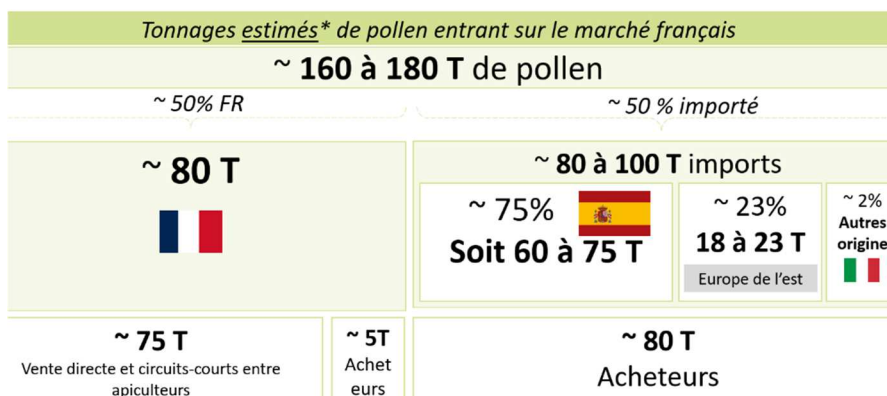 Tonnages estimés* de pollen entrant sur le marché français
~ 160 à 180 T de pollen
~ 50% FR
~ 50 % importé
~ 80 T
~ 80 à 100 T imports
~ 75%
Soit 60 à 75 T
~ 23%
18 à 23 T
Europe de l'est
~ 2%
Autres
origine
~ 75 T
Vente directe et circuits-courts entre
apiculteurs
~ 5T
Achet
eurs
~ 80 T
Acheteurs